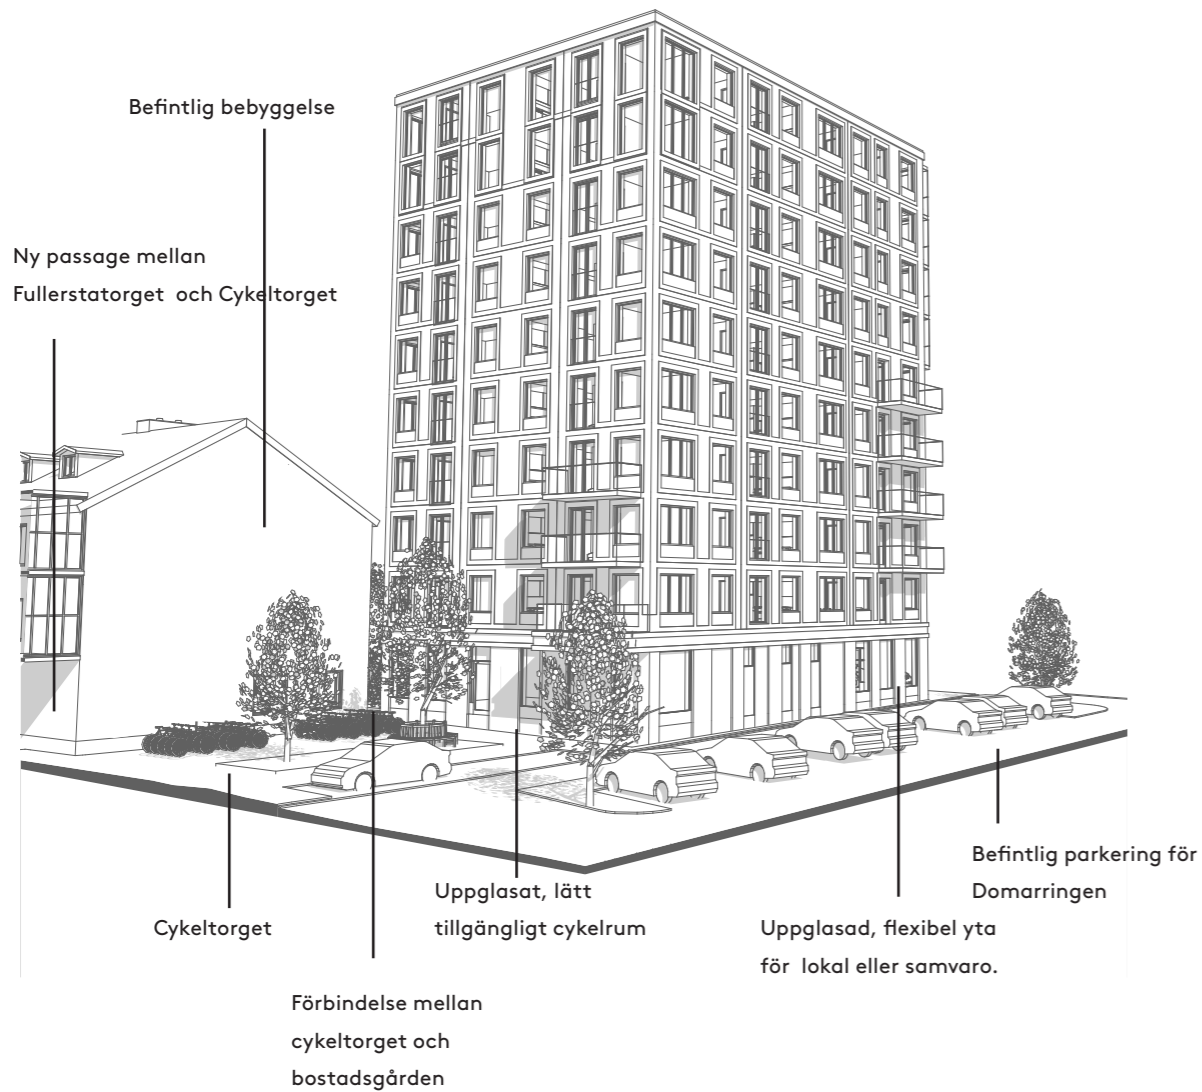 Befintlig bebyggelse
Ny passage mellan
Fullerstatorget och Cykeltorget
Cykeltorget
Förbindelse mellan
cykeltorget och
bostadsgården
Uppglasat, lätt
tillgängligt cykelrum
Uppglasad, flexibel yta
för lokal eller samvaro.
Befintlig parkering för
Domarringen